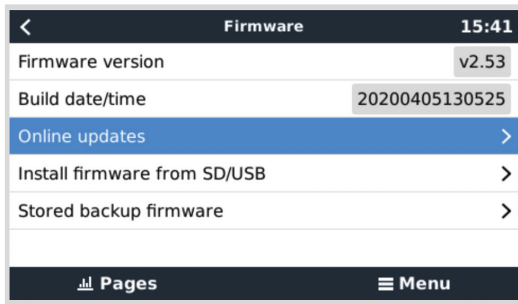 Firmware 15:41
Firmware version v2.53
Build date/time 20200405130525
Online updates
Install firmware from SD/USB
Stored backup firmware
Pages Menu